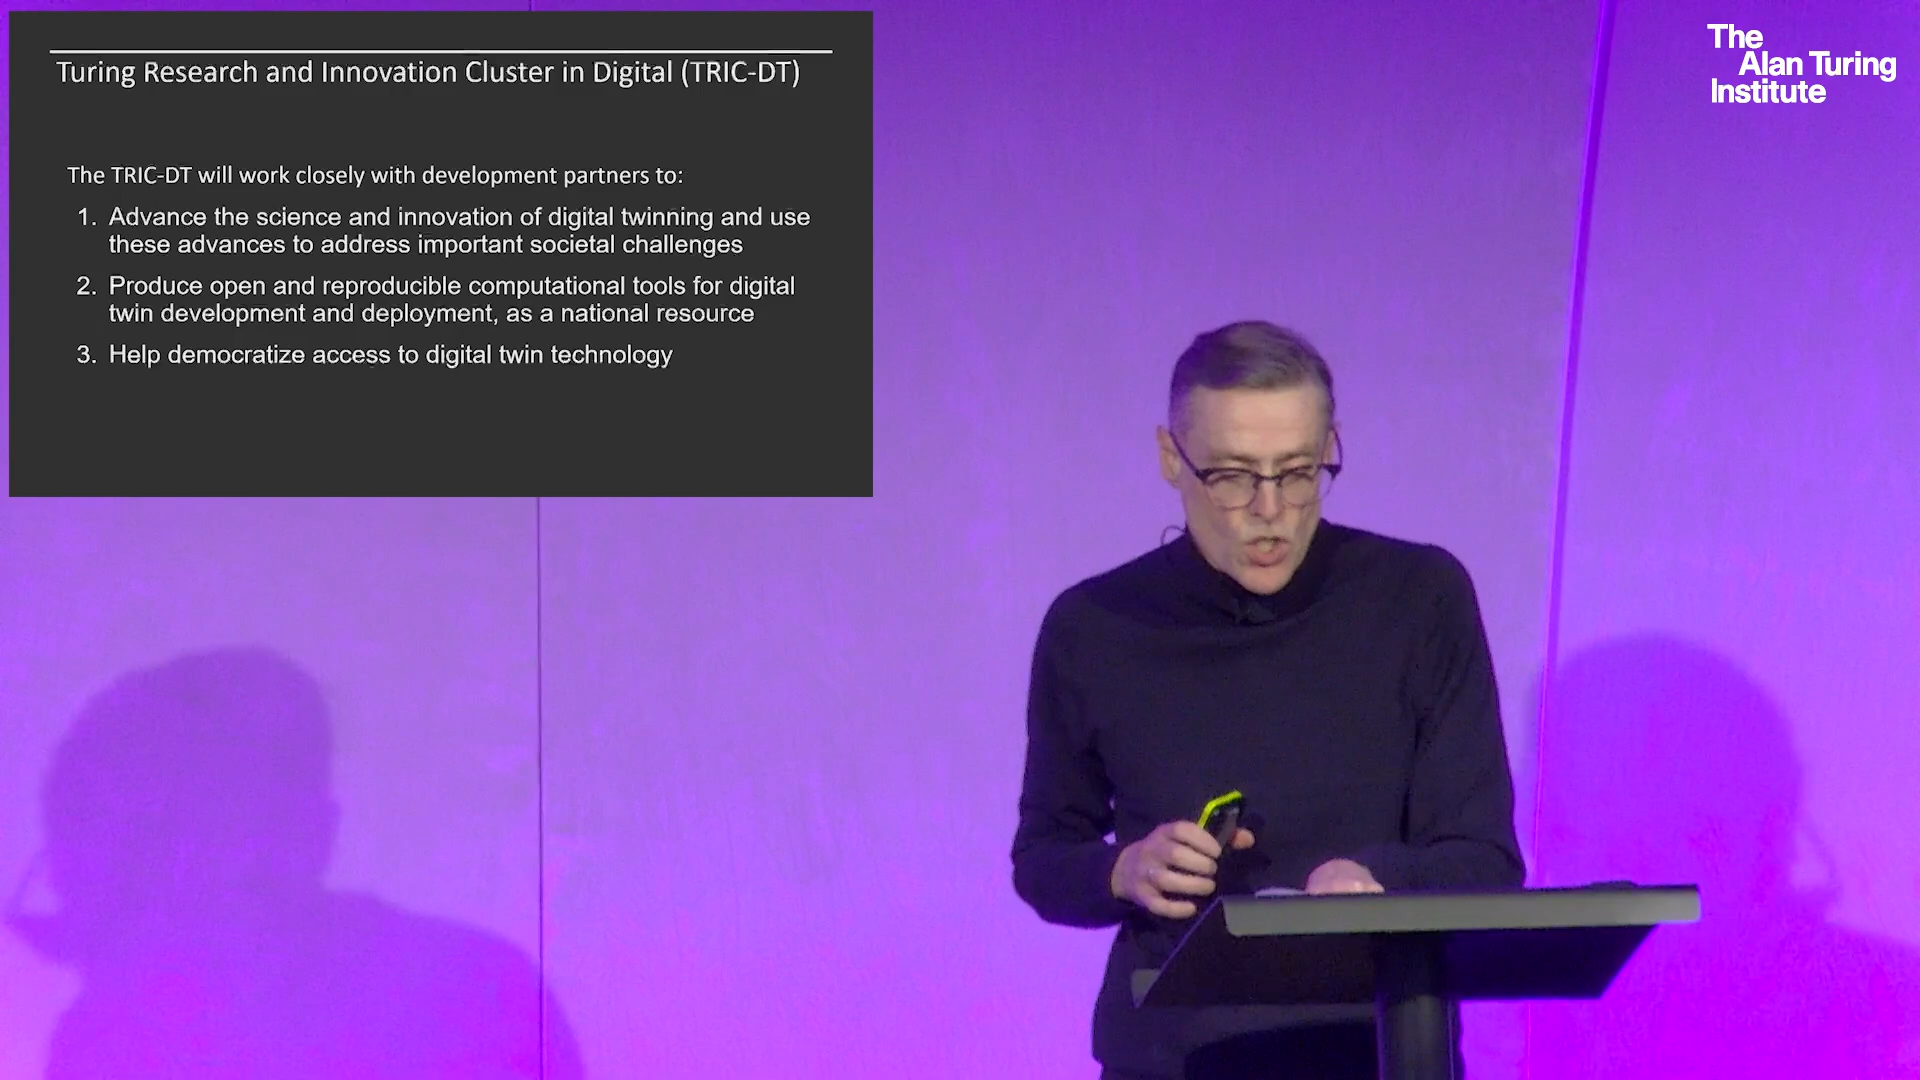 Turing Research and Innovation Cluster in Digital (TRIC-DT)
The TRIC-DT will work closely with development partners to:
1. Advance the science and innovation of digital twinning and use
these advances to address important societal challenges
2. Produce open and reproducible computational tools for digital
twin development and deployment, as a national resource
3. Help democratize access to digital twin technology
The
Alan Turing
Institute